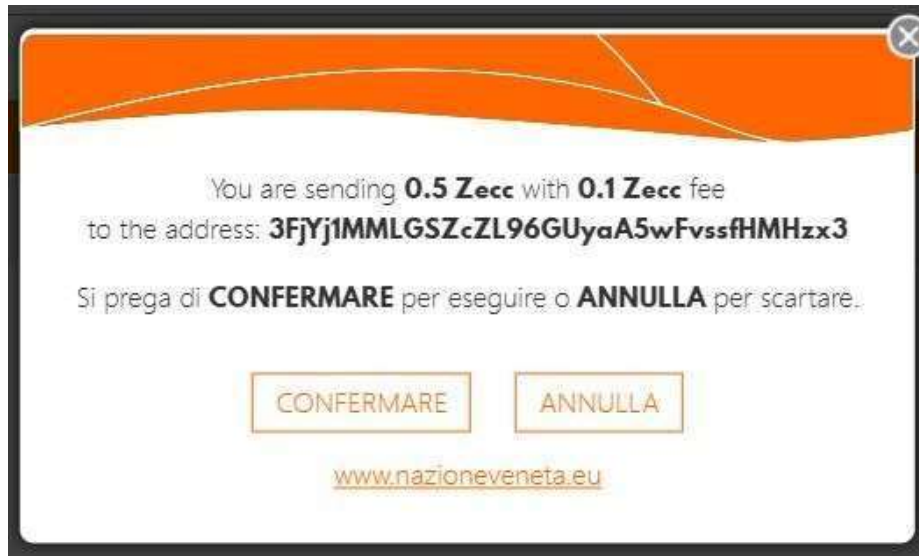 You are sending 0.5 Zecc with 0.1 Zecc fee
to the address: 3FjYj1MMLGSZcZL96GUyaA5wFvssfHMHzx3
Si prega di CONFERMARE per eseguire o ANNULLA per scartare.
CONFERMARE ANNULLA
www.nazioneveneta.eu